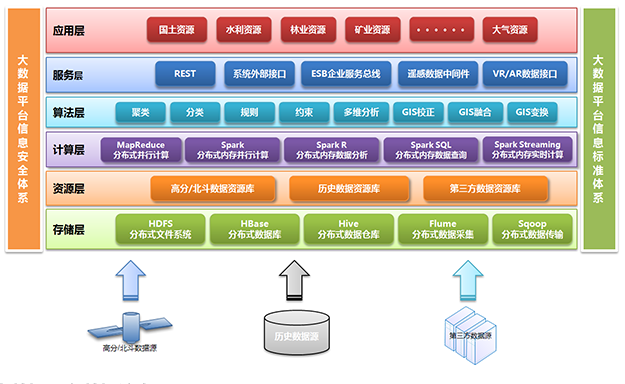 大数据平台信息安全体系
应用层
国土资源
水利资源
林业资源
矿业资源
······
大气资源
服务层
REST
系统外部接口
ESB企业服务总线
遥感数据中间件
VR/AR数据接口
算法层
聚类
分类
规则
约束
多维分析
GIS校正
GIS融合
GIS变换
计算层
MapReduce
分布式并行计算
Spark
分布式内存并行计算
Spark R
分布式内存数据分析
Spark SQL
分布式内存数据查询
Spark Streaming
分布式内存实时计算
资源层
高分/北斗数据资源库
历史数据资源库
第三方数据资源库
存储层
HDFS
分布式文件系统
HBase
分布式数据库
Hive
分布式数据仓库
Flume
分布式数据采集
Sqoop
分布式数据传输
大数据平台信息标准体系
高分/北斗数据源
历史数据源
第三方数据源